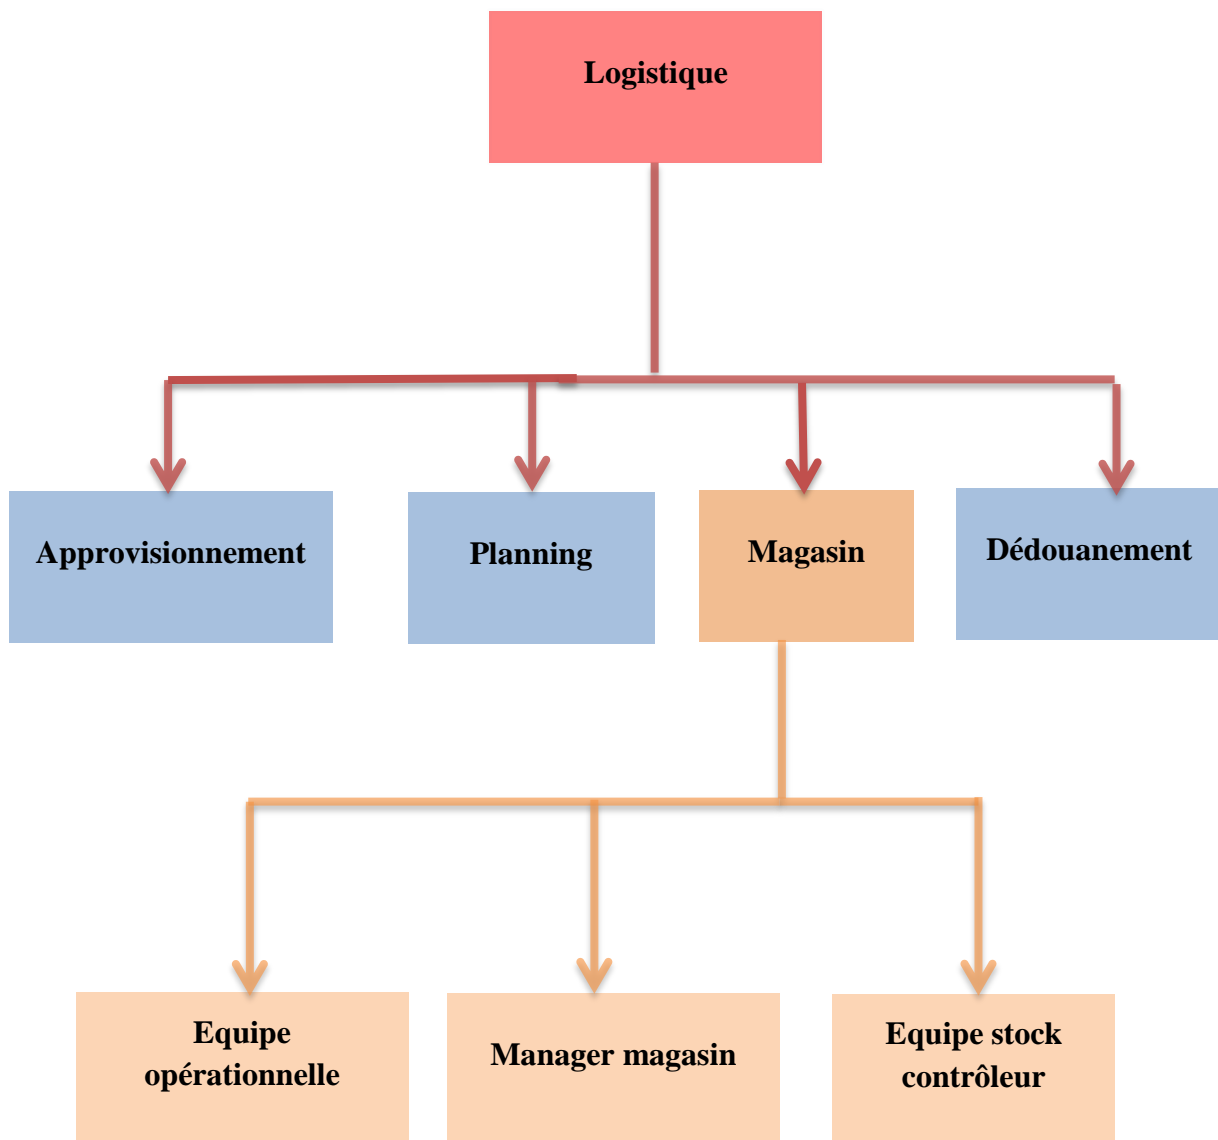 Logistique
Approvisionnement
Planning
Magasin
Dédouanement
Equipe
opérationnelle
Manager magasin
Equipe stock
contrôleur